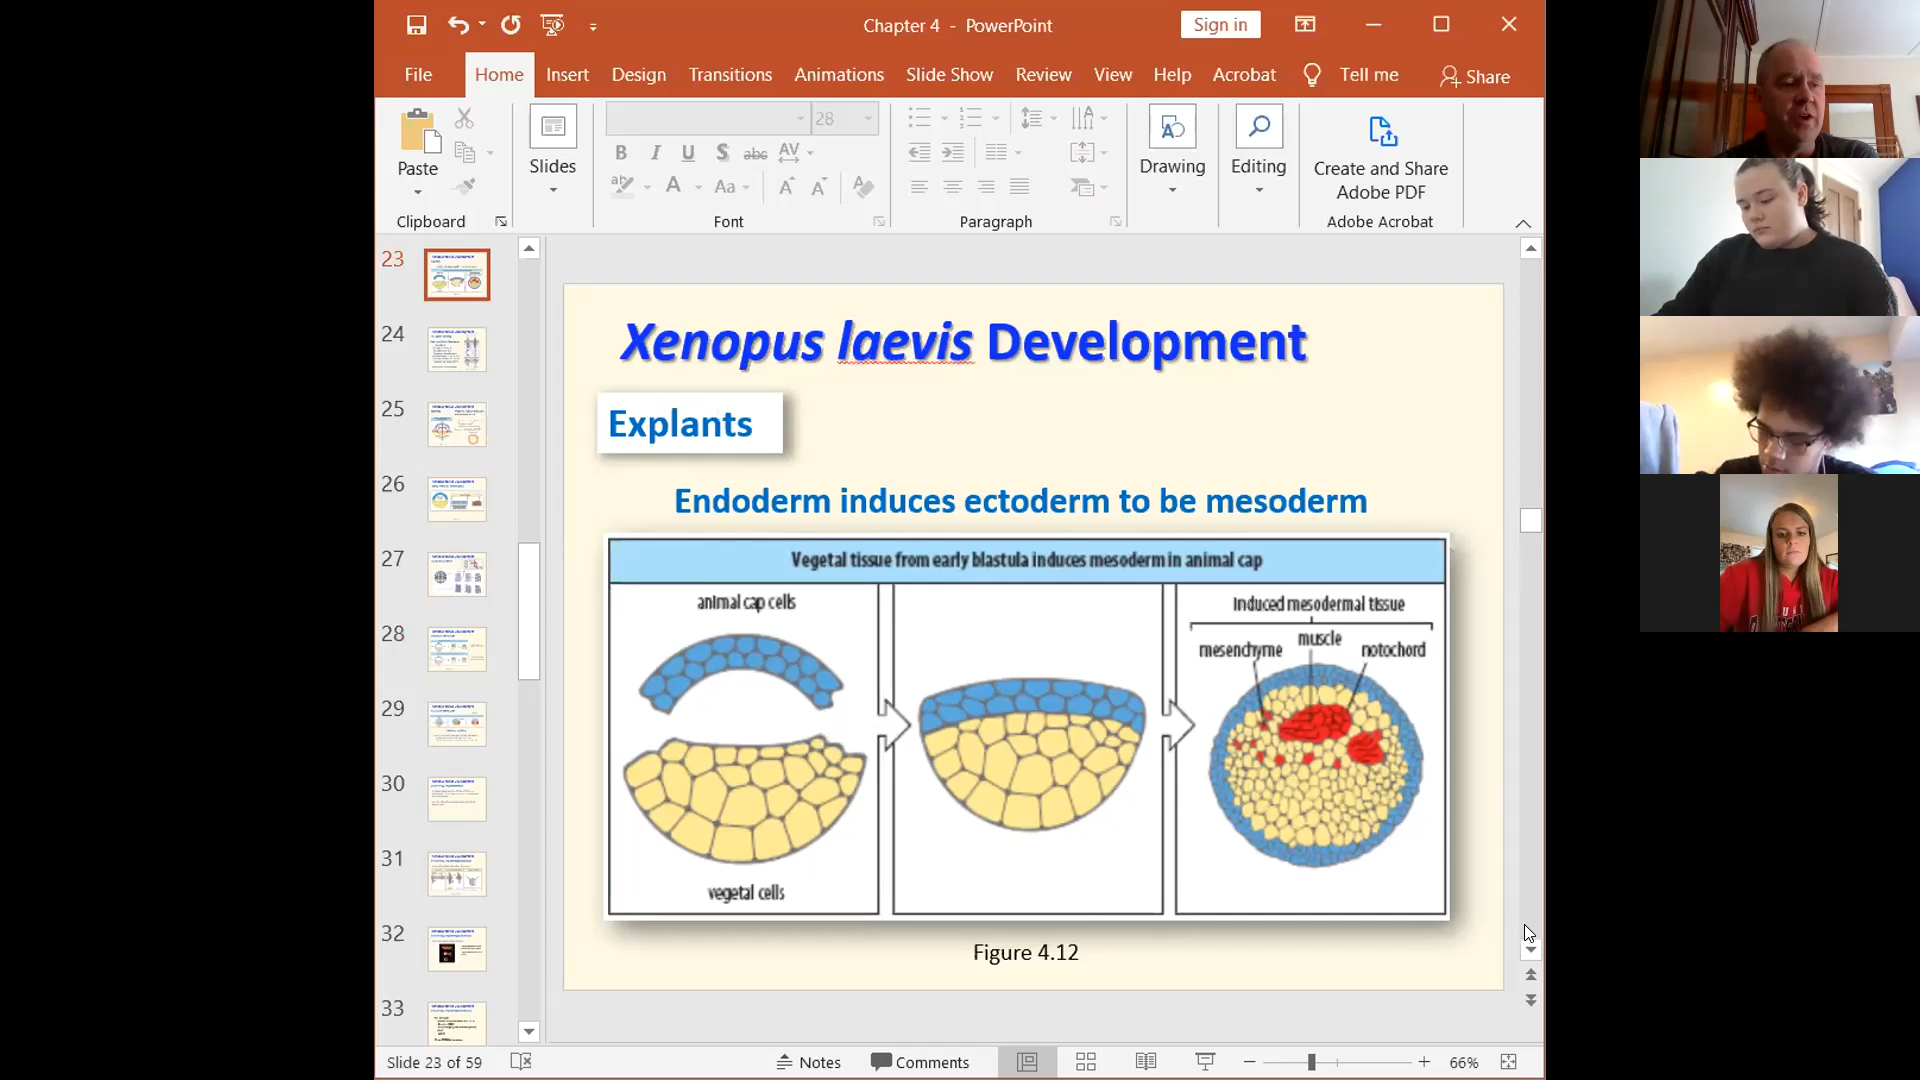 Chapter 4 - PowerPoint
Sign in
File Home Insert Design Transitions Animations Slide Show Review View Help Acrobat Tell me Share
28
Paste
Slides
B I U S abc AV
Aa
Drawing
Editing
Create and Share
Adobe PDF
Clipboard
Font
Paragraph
Adobe Acrobat
23
24
25
26
27
28
29
30
31
32
33
Xenopus laevis Development
Explants
Endoderm induces ectoderm to be mesoderm
Vegetal tissue from early blastula induces mesoderm in animal cap
animal cap cells
vegetal cells
induced mesodermal tissue
mesenchyme
muscle
notochord
Figure 4.12
Slide 23 of 59
Notes
Comments
66%